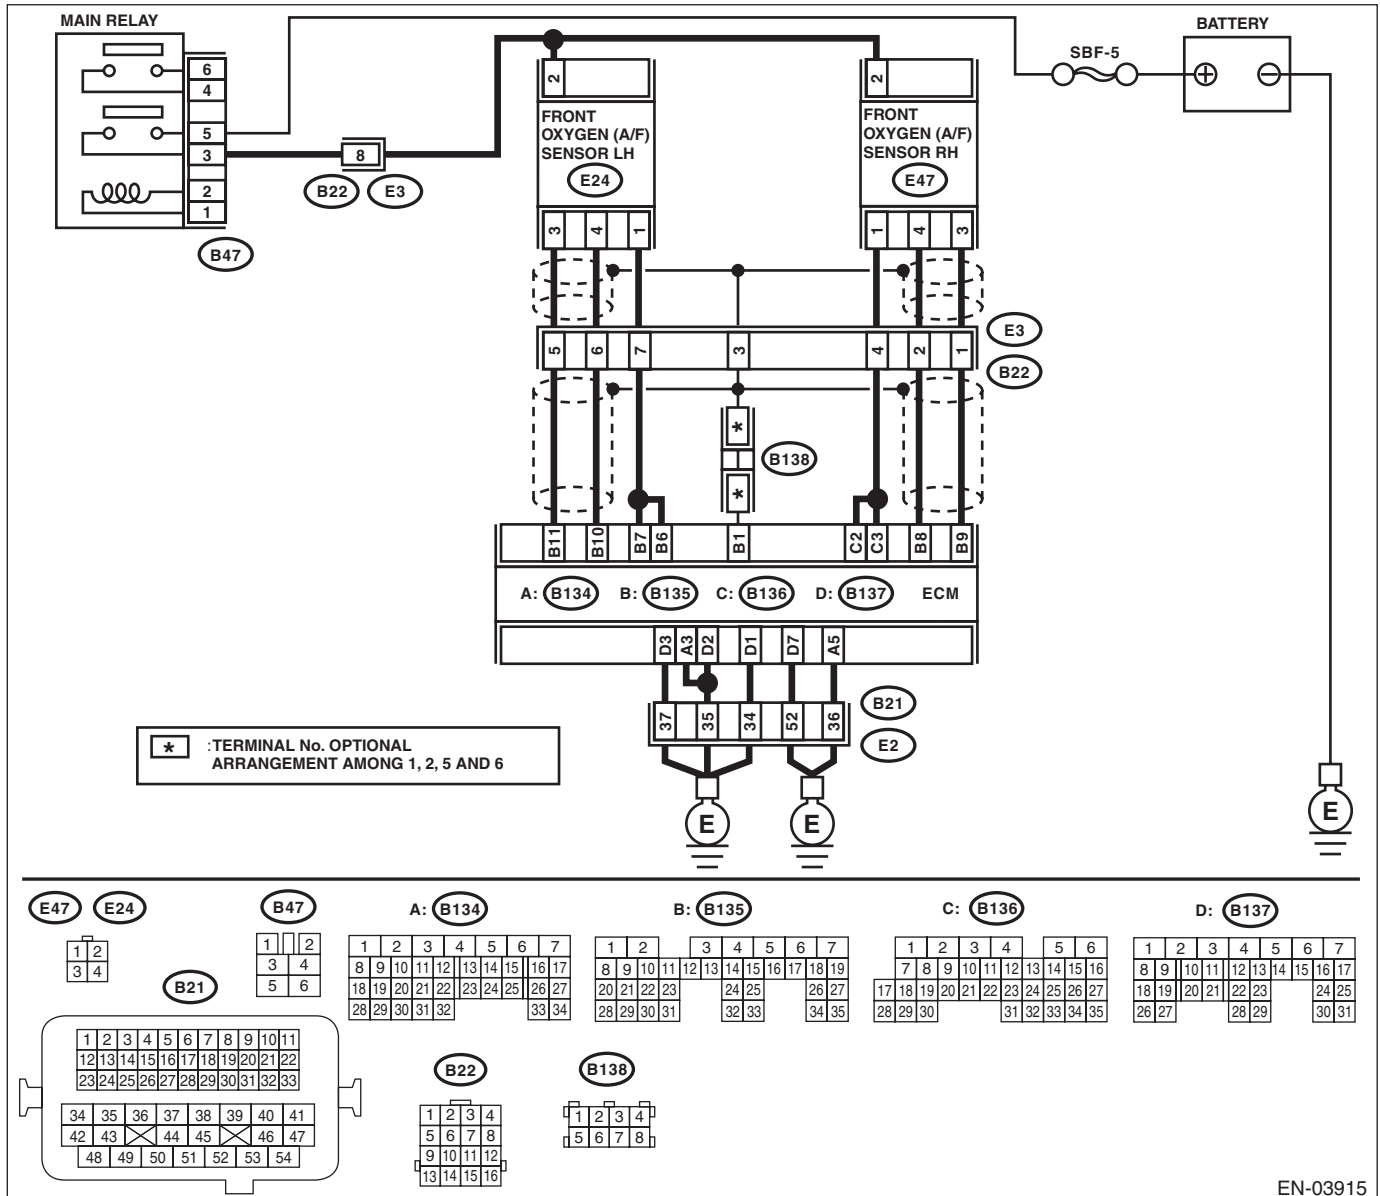 MAIN RELAY
6
4
5
3
2
1
B47
8
B22 E3
2
FRONT
OXYGEN (A/F)
SENSOR LH
E24
3 4 1
2
FRONT
OXYGEN (A/F)
SENSOR RH
E47
1 4 3
SBF-5
BATTERY
+ −
E3
5 6 7 3 4 2 1
B22
*
B138
*
B11 B10 B7 B6 B1 C2 C3 B8 B9
A: B134 B: B135 C: B136 D: B137 ECM
D3 A3 D2 D1 D7 A5
B21
37 35 34 52 36
E2
E E E
* :TERMINAL No. OPTIONAL
ARRANGEMENT AMONG 1, 2, 5 AND 6
E47 E24
1 2
3 4
B47
1 2
3 4
5 6
A: B134
1 2 3 4 5 6 7
8 9 10 11 12 13 14 15 16 17
18 19 20 21 22 23 24 25 26 27
28 29 30 31 32 33 34
B: B135
1 2 3 4 5 6 7
8 9 10 11 12 13 14 15 16 17 18 19
20 21 22 23 24 25 26 27
28 29 30 31 32 33 34 35
C: B136
1 2 3 4 5 6
7 8 9 10 11 12 13 14 15 16
17 18 19 20 21 22 23 24 25 26 27
28 29 30 31 32 33 34 35
D: B137
1 2 3 4 5 6 7
8 9 10 11 12 13 14 15 16 17
18 19 20 21 22 23 24 25
26 27 28 29 30 31
B21
1 2 3 4 5 6 7 8 9 10 11
12 13 14 15 16 17 18 19 20 21 22
23 24 25 26 27 28 29 30 31 32 33
34 35 36 37 38 39 40 41
42 43 44 45 46 47
48 49 50 51 52 53 54
B22
1 2 3 4
5 6 7 8
9 10 11 12
13 14 15 16
B138
1 2 3 4
5 6 7 8
EN-03915